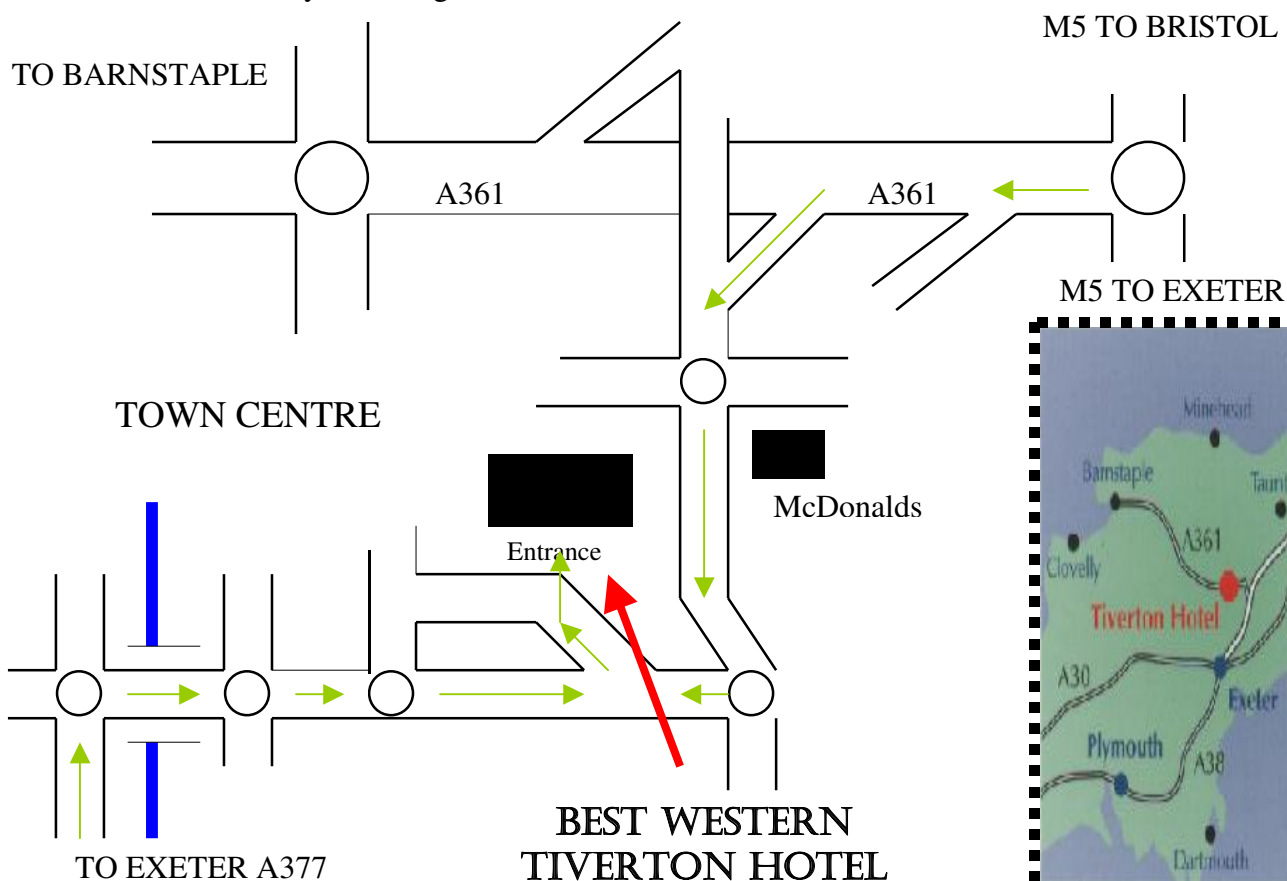 M5 TO BRISTOL
TO BARNSTAPLE
A361
A361
M5 TO EXETER
TOWN CENTRE
McDonalds
Entrance
BEST WESTERN
TIVERTON HOTEL
TO EXETER A377
Minehead
Barnstaple
A361
Clovelly
Tiverton Hotel
A30
Exeter
Plymouth
A38
Dartmouth